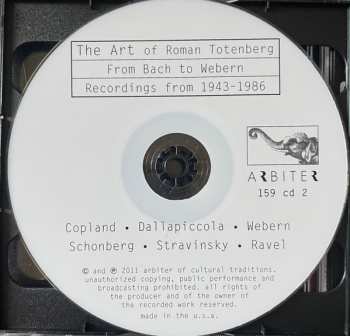 The Art of Roman Totenberg
From Bach to Webern
Recordings from 1943-1986
ARBITER
159 cd 2
Copland • Dallapiccola • Webern
Schonberg • Stravinsky • Ravel
© and ℗ 2011 arbiter of cultural traditions.
unauthorized copying, public performance and
broadcasting prohibited. all rights of
the producer and of the owner of
the recorded work reserved.
made in the u.s.a.